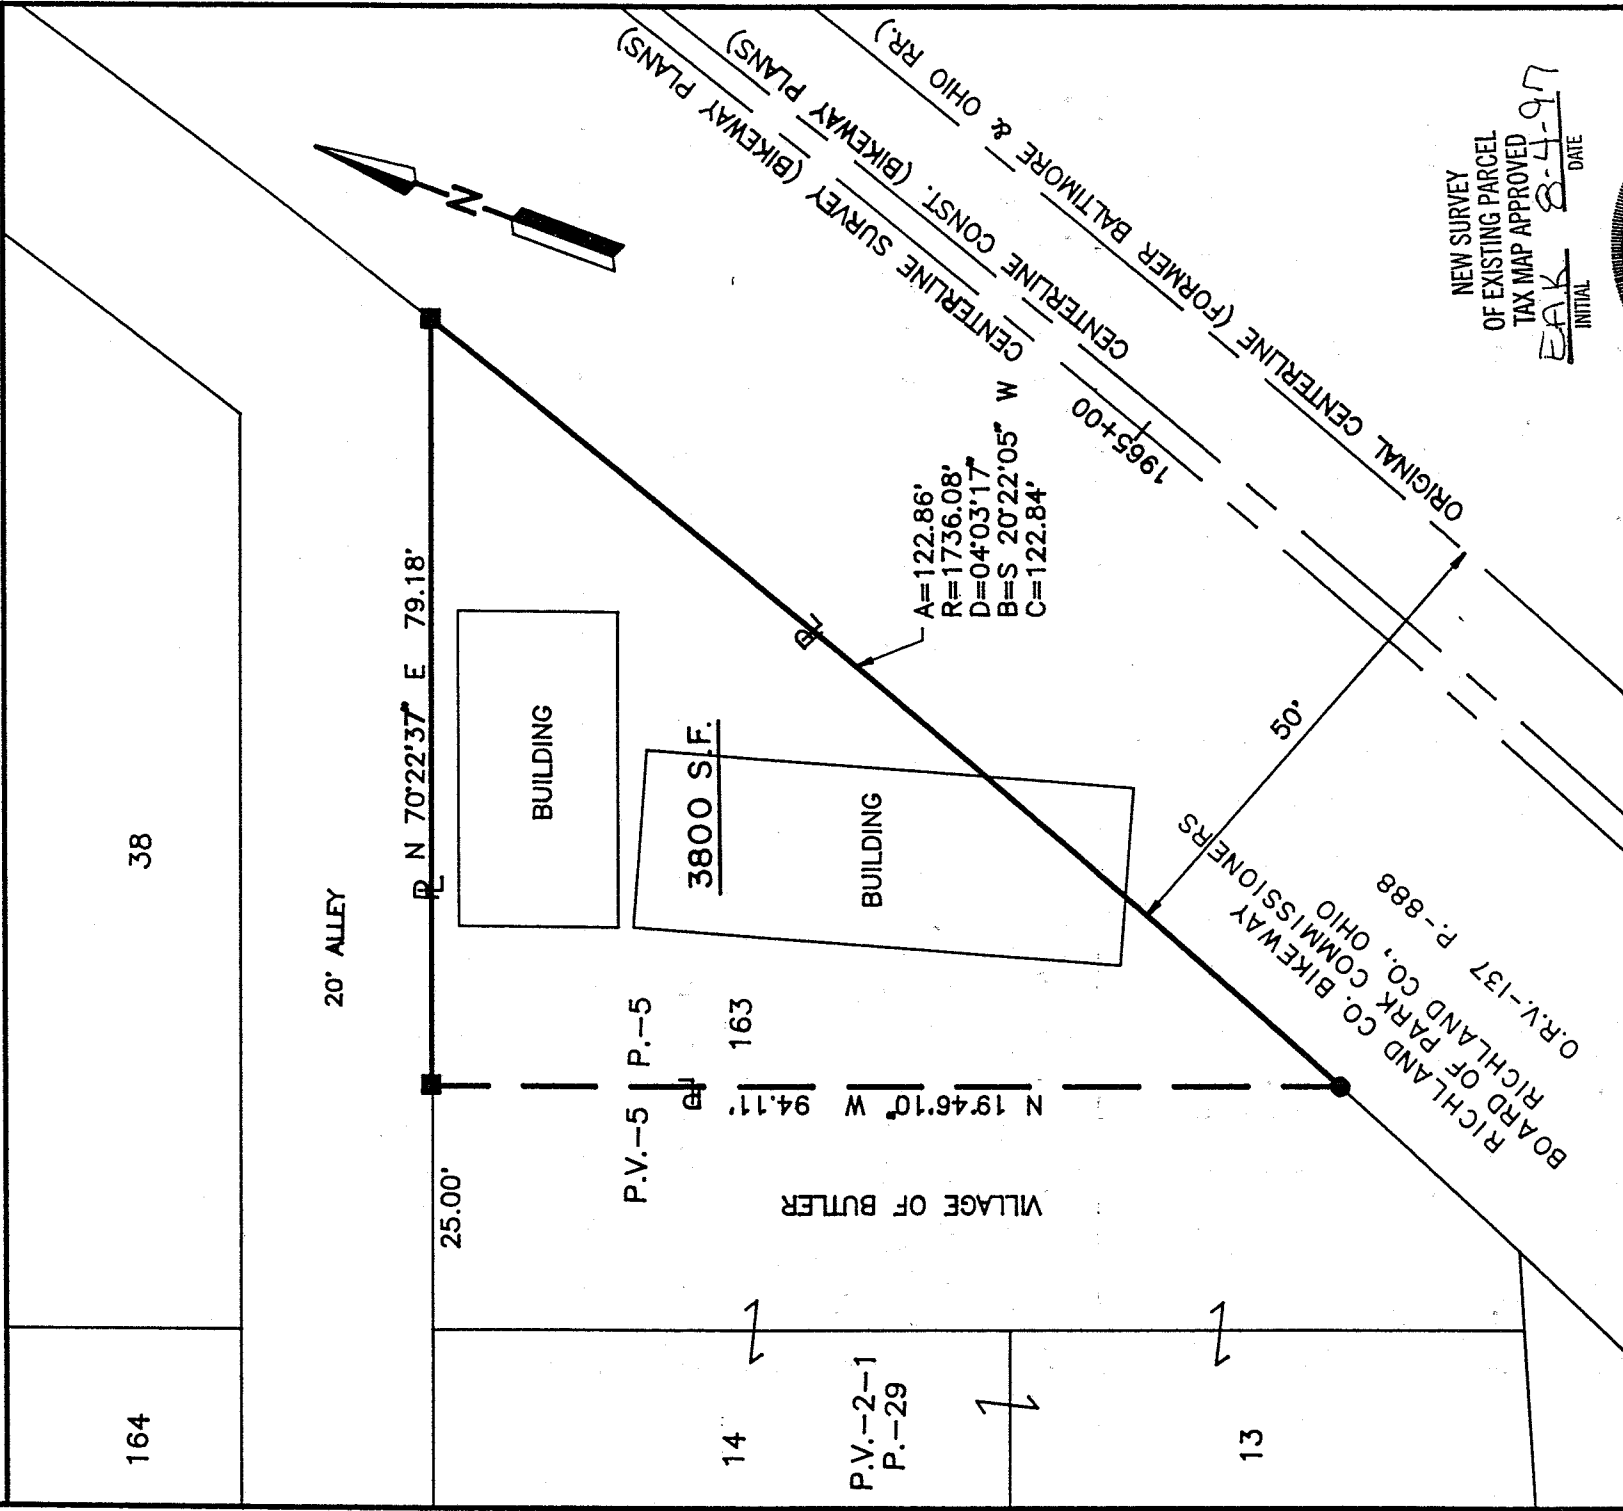 38
164
20' ALLEY
N 70°22'37" E 79.18'
PL
25.00'
BUILDING
3800 S.F.
BUILDING
P.V.-5 P.-5
163
PL
N 19°46'10" W 94.11'
VILLAGE OF BUTLER
14
P.V.-2-1
P.-29
13
N
PL
A=122.86'
R=1736.08'
D=04°03'17"
B=S 20°22'05" W
C=122.84'
CENTERLINE SURVEY (BIKEWAY PLANS)
CENTERLINE CONST. (BIKEWAY PLANS)
ORIGINAL CENTERLINE (FORMER BALTIMORE & OHIO RR.)
1965+00
50'
RICHLAND CO. BIKEWAY
BOARD OF PARK COMMISSIONERS
RICHLAND CO., OHIO
O.R.V.-137 P.-888
NEW SURVEY
OF EXISTING PARCEL
TAX MAP APPROVED
EAK 8-4-97
INITIAL DATE